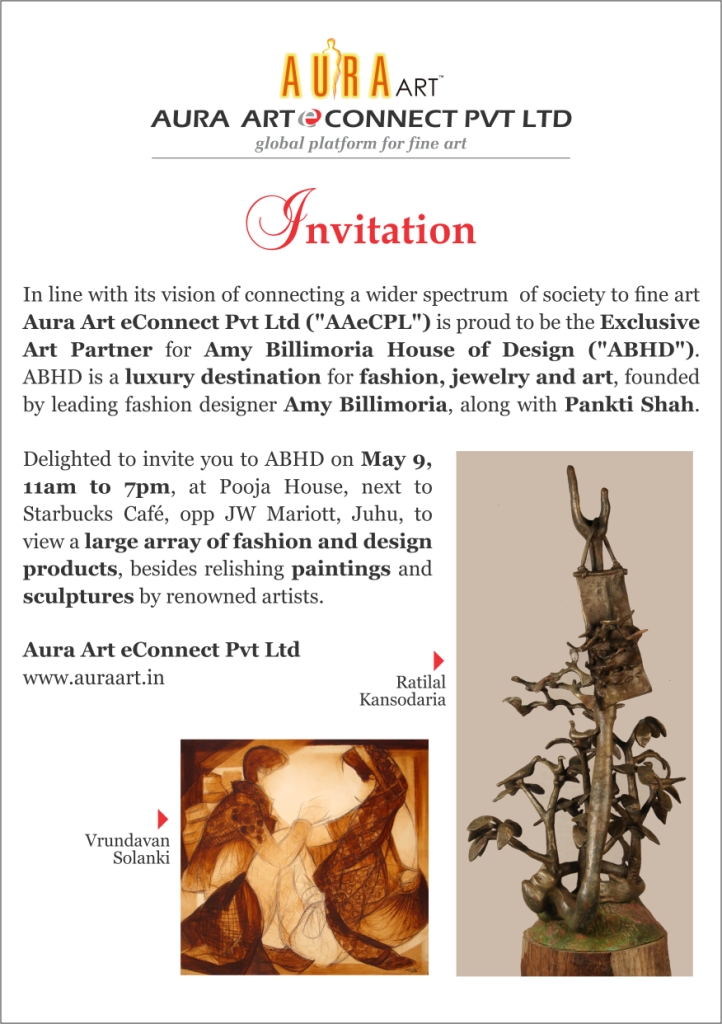 AURA ART™
AURA ART eCONNECT PVT LTD
global platform for fine art
Invitation
In line with its vision of connecting a wider spectrum of society to fine art
Aura Art eConnect Pvt Ltd ("AAeCPL") is proud to be the Exclusive
Art Partner for Amy Billimoria House of Design ("ABHD").
ABHD is a luxury destination for fashion, jewelry and art, founded
by leading fashion designer Amy Billimoria, along with Pankti Shah.
Delighted to invite you to ABHD on May 9,
11am to 7pm, at Pooja House, next to
Starbucks Café, opp JW Mariott, Juhu, to
view a large array of fashion and design
products, besides relishing paintings and
sculptures by renowned artists.
Aura Art eConnect Pvt Ltd
www.auraart.in
Ratilal
Kansodaria
Vrundavan
Solanki